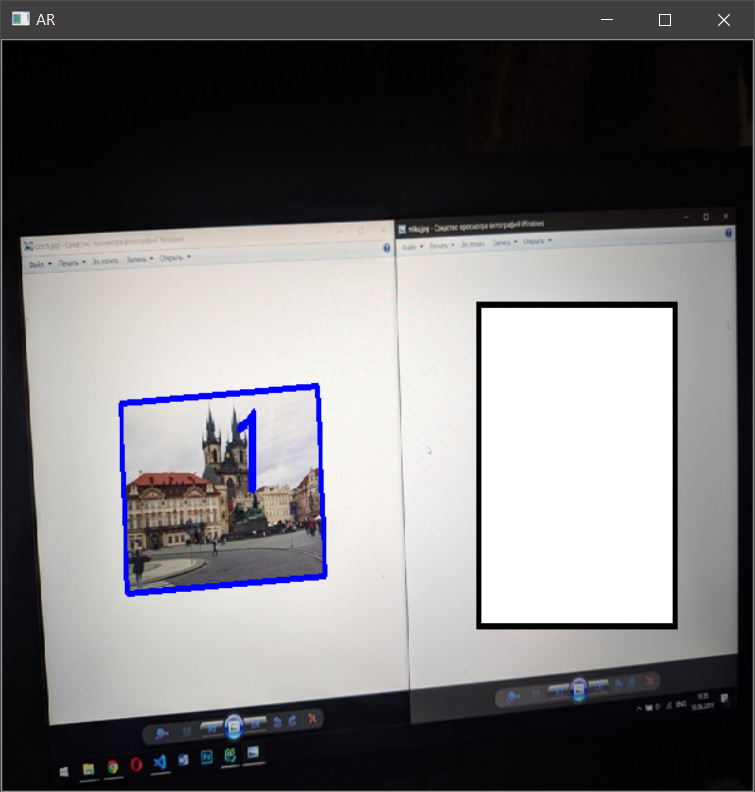 AR
czech.jpg - Средство просмотра фотографий Windows
miku.jpg - Средство просмотра фотографий Windows
Файл Печать Эл. почта Запись Открыть
Файл Печать Эл. почта Запись Открыть
1
ENG